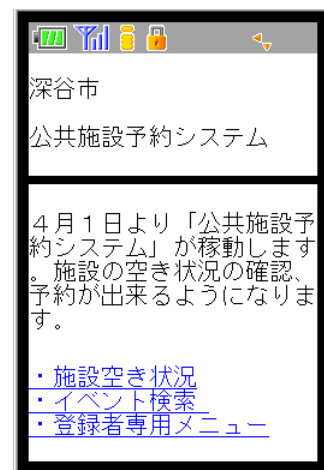 深谷市
公共施設予約システム
４月１日より「公共施設予
約システム」が稼動します
。施設の空き状況の確認、
予約が出来るようになりま
す。
・施設空き状況
・イベント検索
・登録者専用メニュー